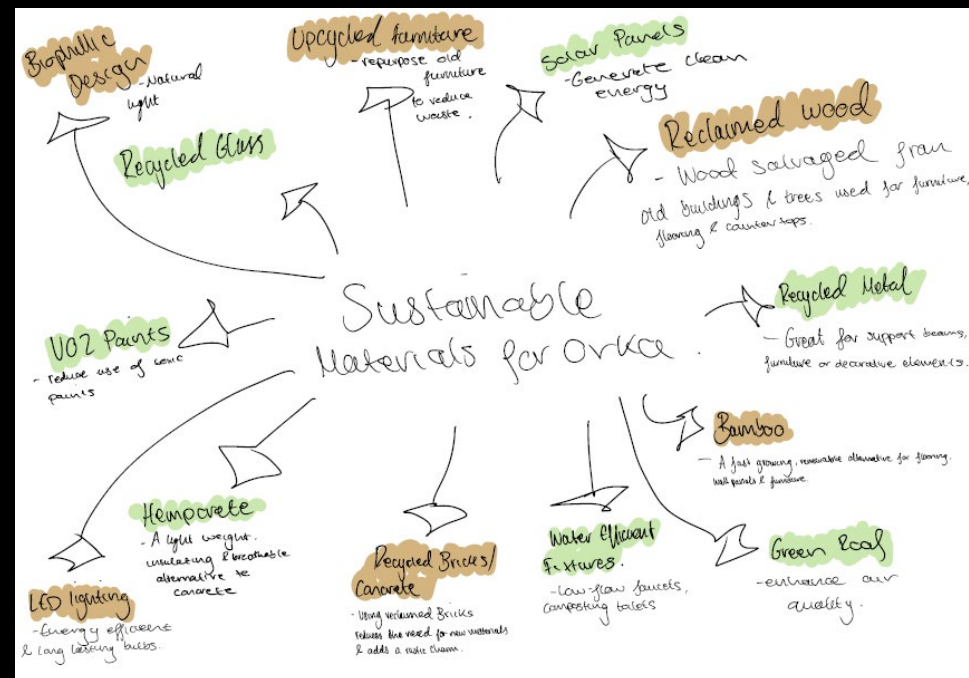 Biophillic
Design
- Natural
light
Upcycled furniture
- repurpose old
furniture
to reduce
waste.
Solar Panels
- Generate clean
energy
Recycled Glass
Reclaimed wood
- Wood salvaged from
old buildings & trees used for furniture,
flooring & counter tops.
Sustainable
Materials for Orka.
VOZ Paints
- reduce use of toxic
paints
Recycled Metal
- Great for support beams,
furniture or decorative elements.
Bamboo
- A fast growing, renewable alternative for flooring,
wall panels & furniture.
Hempcrete
- A light weight,
insulating & breathable
alternative to
concrete
LED lighting
- Energy efficient
& long lasting bulbs.
Recycled Bricks/
Concrete
- Using reclaimed Bricks
reduces the need for new materials
& adds a rustic charm.
Water Efficient
Fixtures.
- low-flow faucets,
composting toilets
Green Roof
- enhance air
quality.